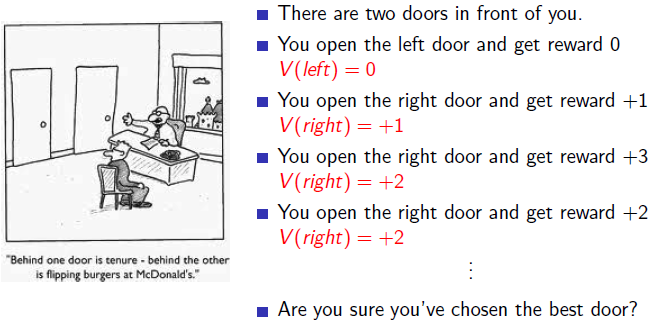 There are two doors in front of you.
You open the left door and get reward 0
V(left) = 0
You open the right door and get reward +1
V(right) = +1
You open the right door and get reward +3
V(right) = +2
You open the right door and get reward +2
V(right) = +2
⋮
Are you sure you've chosen the best door?
"Behind one door is tenure - behind the other
is flipping burgers at McDonald's."